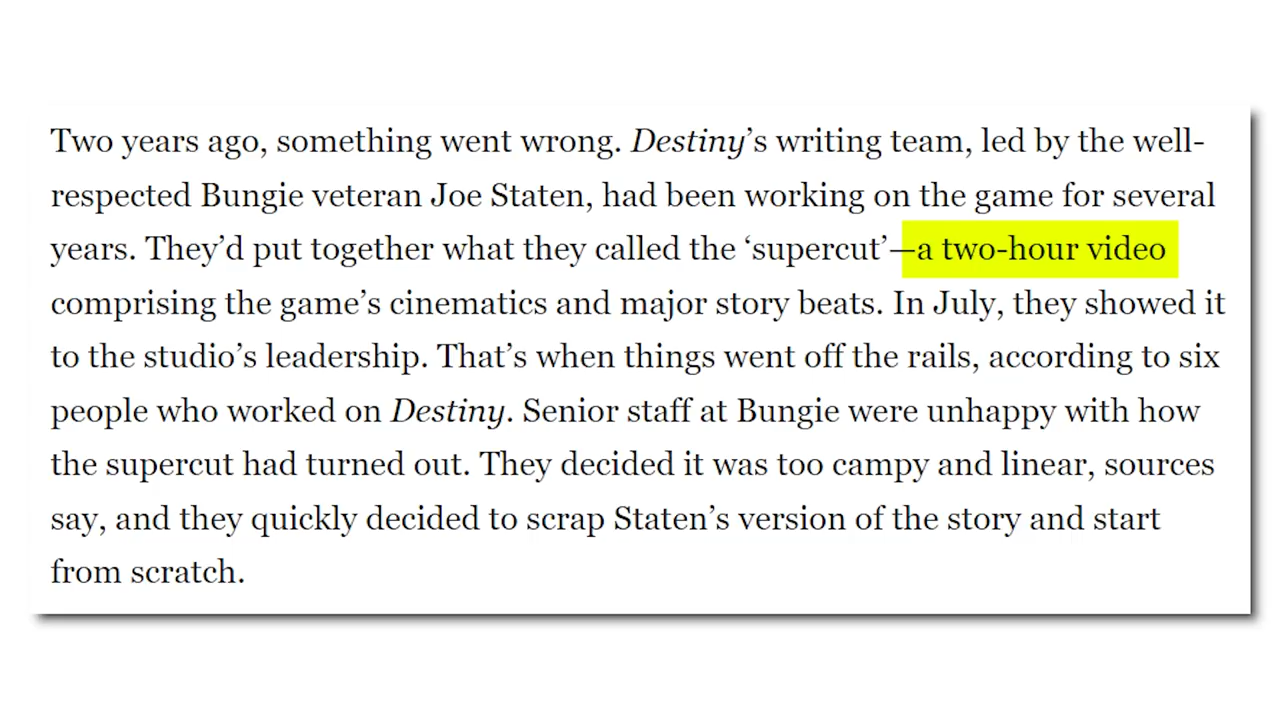 Two years ago, something went wrong. Destiny’s writing team, led by the well-
respected Bungie veteran Joe Staten, had been working on the game for several
years. They’d put together what they called the ‘supercut’—a two-hour video
comprising the game’s cinematics and major story beats. In July, they showed it
to the studio’s leadership. That’s when things went off the rails, according to six
people who worked on Destiny. Senior staff at Bungie were unhappy with how
the supercut had turned out. They decided it was too campy and linear, sources
say, and they quickly decided to scrap Staten’s version of the story and start
from scratch.